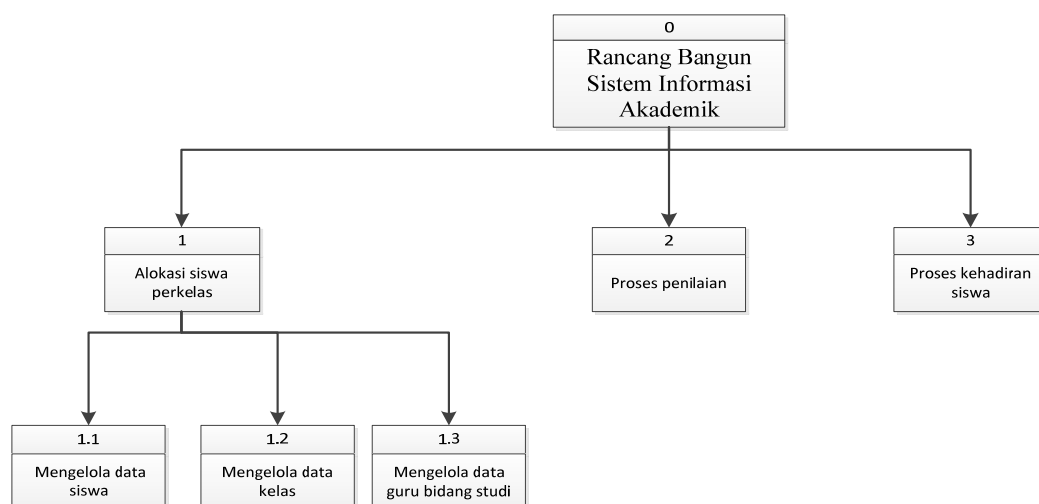 0
Rancang Bangun
Sistem Informasi
Akademik
1
Alokasi siswa
perkelas
2
Proses penilaian
3
Proses kehadiran
siswa
1.1
Mengelola data
siswa
1.2
Mengelola data
kelas
1.3
Mengelola data
guru bidang studi